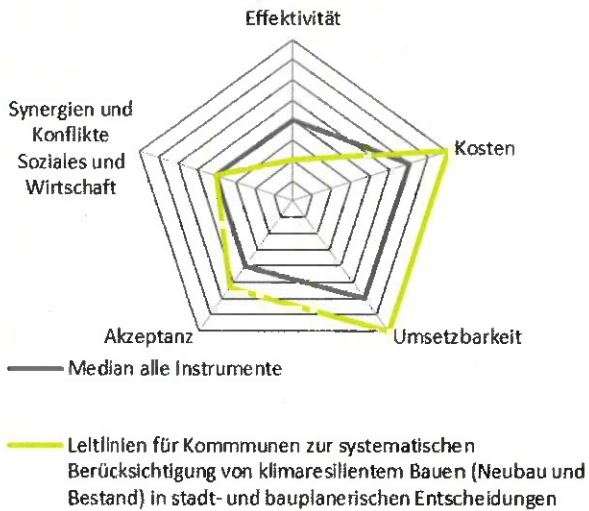 Effektivität
Synergien und
Konflikte
Soziales und
Wirtschaft
Kosten
Akzeptanz
Umsetzbarkeit
Median alle Instrumente
Leitlinien für Kommmunen zur systematischen
Berücksichtigung von klimaresilientem Bauen (Neubau und
Bestand) in stadt- und bauplanerischen Entscheidungen